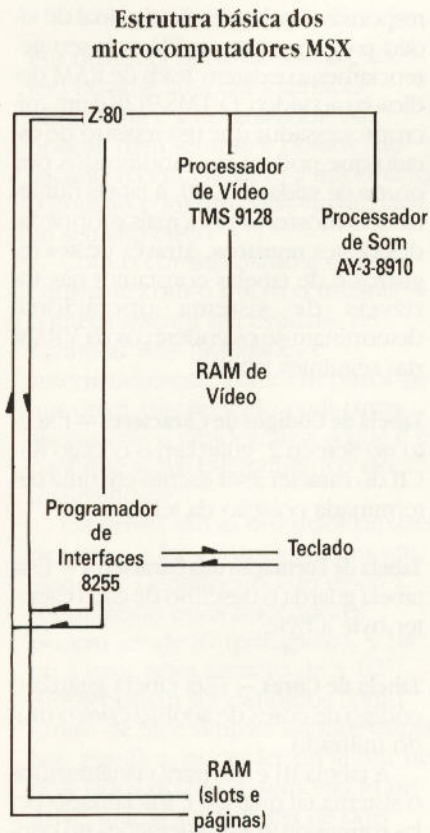 Estrutura básica dos
microcomputadores MSX
Z-80
Processador
de Vídeo
TMS 9128
Processador
de Som
AY-3-8910
RAM de
Vídeo
Programador
de
Interfaces
8255
Teclado
RAM
(slots e
páginas)